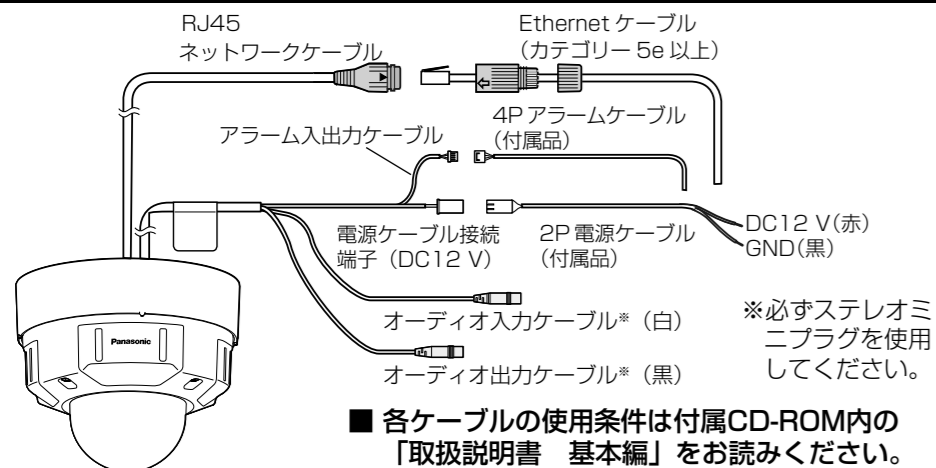 RJ45
ネットワークケーブル
Ethernet ケーブル
（カテゴリー 5e 以上）
アラーム入出力ケーブル
4P アラームケーブル
（付属品）
電源ケーブル接続
端子（DC12 V）
2P 電源ケーブル
（付属品）
DC12 V（赤）
GND（黒）
オーディオ入力ケーブル※（白）
オーディオ出力ケーブル※（黒）
※必ずステレオミ
ニプラグを使用
してください。
Panasonic
■ 各ケーブルの使用条件は付属CD-ROM内の
「取扱説明書　基本編」をお読みください。